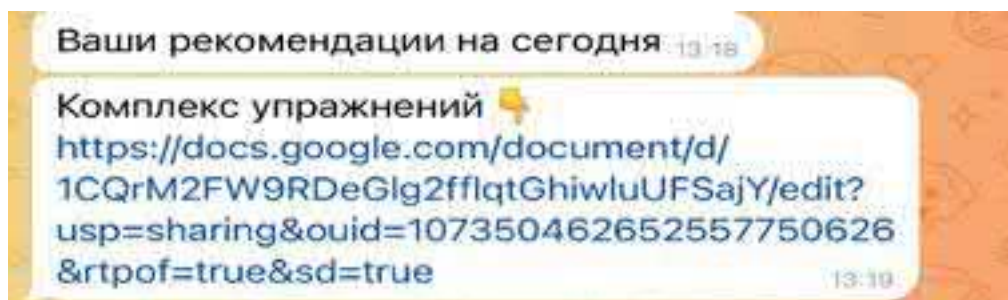 Ваши рекомендации на сегодня 13:18
Комплекс упражнений 👇
https://docs.google.com/document/d/
1CQrM2FW9RDeGlg2fflqtGhiwluUFSajY/edit?
usp=sharing&ouid=107350462652557750626
&rtpof=true&sd=true 13:19